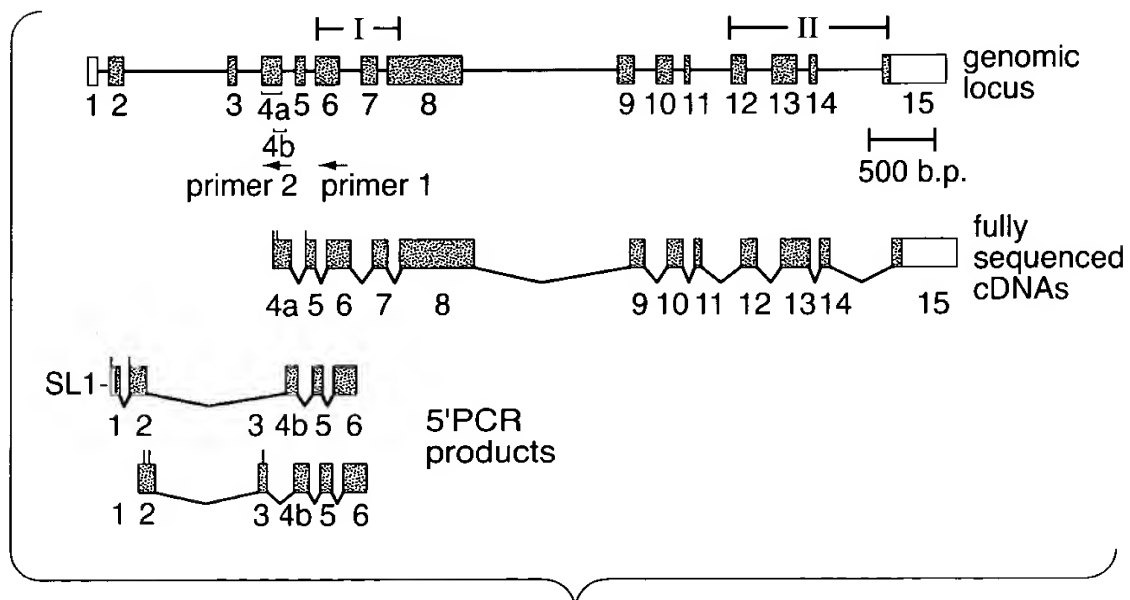 I II
genomic
locus
1 2 3 4a 5 6 7 8 9 10 11 12 13 14 15
4b
500 b.p.
primer 2 primer 1
fully
sequenced
cDNAs
4a 5 6 7 8 9 10 11 12 13 14 15
SL1-
1 2 3 4b 5 6
5'PCR
products
1 2 3 4b 5 6